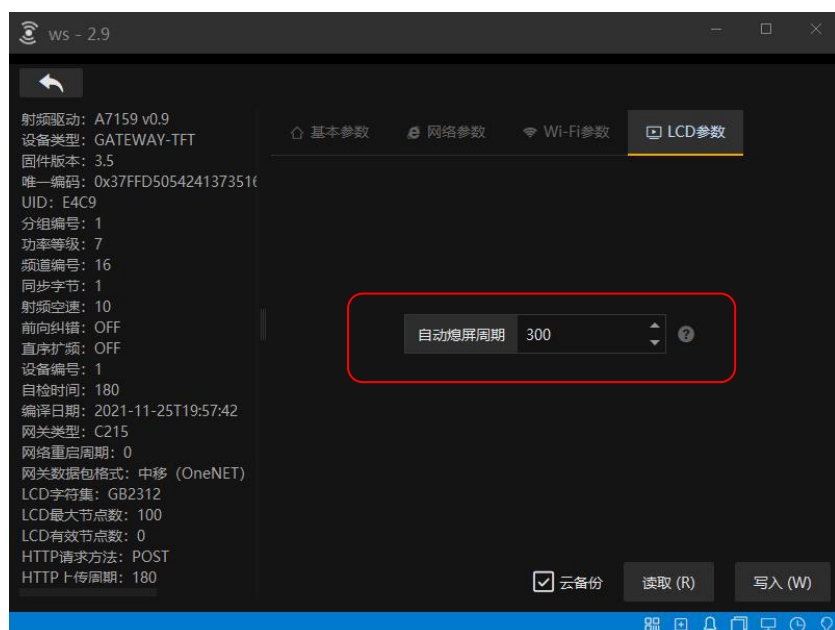 ws - 2.9
射频驱动：A7159 v0.9
设备类型：GATEWAY-TFT
固件版本：3.5
唯一编码：0x37FFD5054241373516
UID：E4C9
分组编号：1
功率等级：7
频道编号：16
同步字节：1
射频空速：10
前向纠错：OFF
直序扩频：OFF
设备编号：1
自检时间：180
编译日期：2021-11-25T19:57:42
网关类型：C215
网络重启周期：0
网关数据包格式：中移（OneNET）
LCD字符集：GB2312
LCD最大节点数：100
LCD有效节点数：0
HTTP请求方法：POST
HTTP上传周期：180
基本参数 网络参数 Wi-Fi参数 LCD参数
自动熄屏周期 300
云备份 读取 (R) 写入 (W)